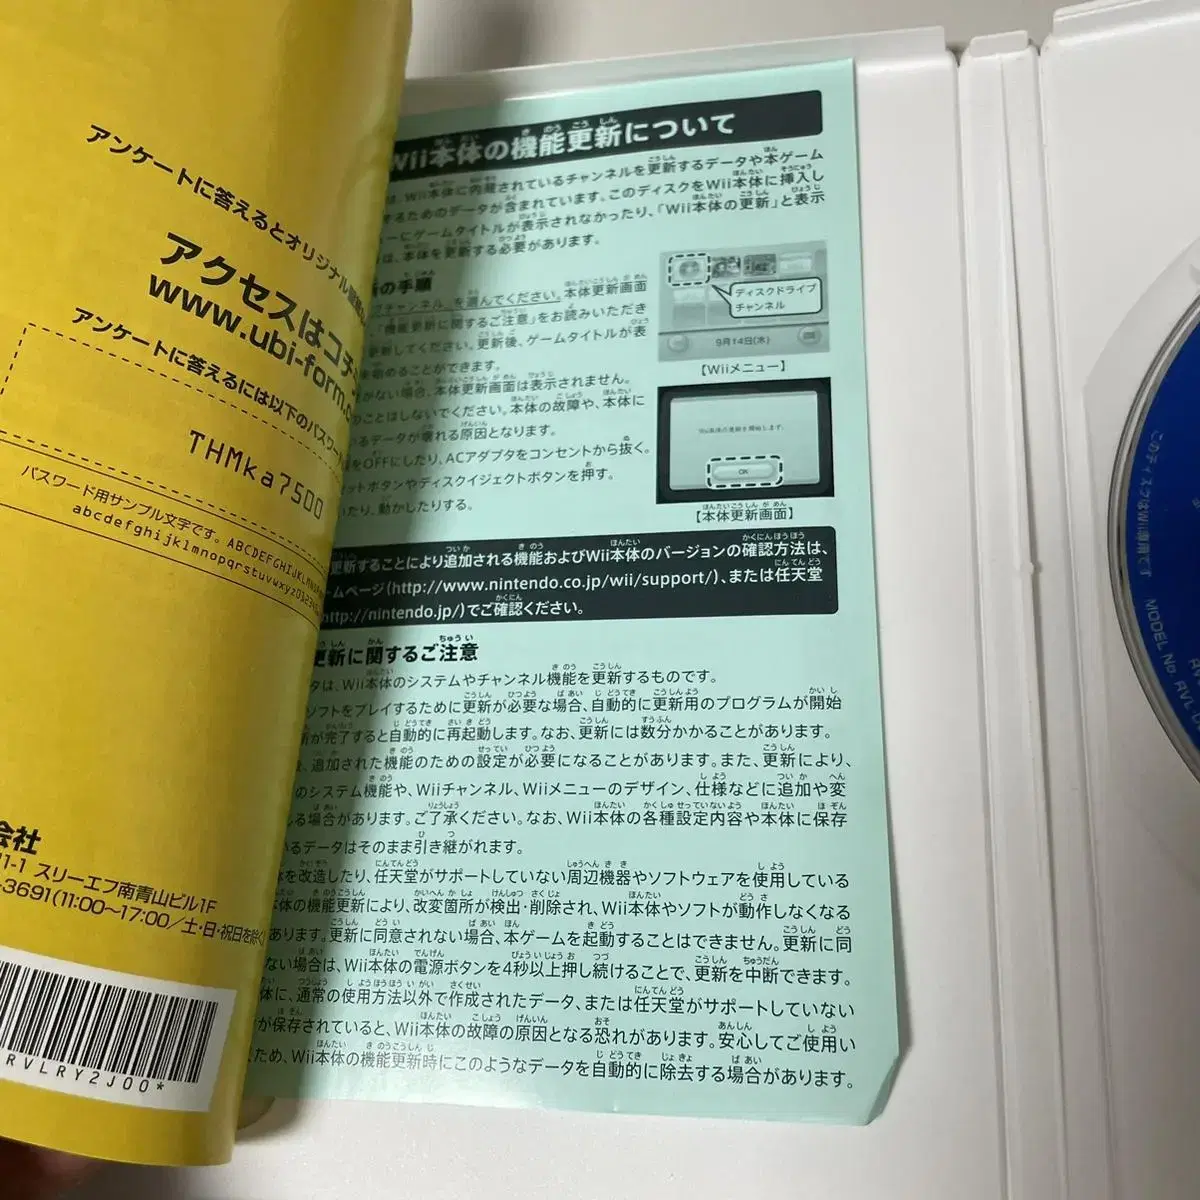 アンケートに答えるとオリジナル
アクセスはコチ
www.ubi-form.c
アンケートに答えるには以下のパスワー
THMka7500
パスワード用サンプル文字です。ABCDEFGHIJKLMN
abcdefghijklmnopqrstuvwxyz01234
会社
11-1 スリーエフ南青山ビル1F
-3691(11:00~17:00/土・日・祝日を除く
RVLRY2J00*
Wii本体の機能更新について
は、Wii本体に内蔵されているチャンネルを更新するデータや本ゲーム
するためのデータが含まれています。このディスクをWii本体に挿入し
ーにゲームタイトルが表示されなかったり、「Wii本体の更新」と表示
は、本体を更新する必要があります。
の手順
チャンネル」を選んでください。本体更新画面
「機能更新に関するご注意」をお読みいただき
更新してください。更新後、ゲームタイトルが表
を始めることができます。
がない場合、本体更新画面は表示されません。
のことはしないでください。本体の故障や、本体に
いるデータが壊れる原因となります。
をOFFにしたり、ACアダプタをコンセントから抜く。
ットボタンやディスクイジェクトボタンを押す。
いたり、動かしたりする。
ディスクドライブ
チャンネル
9月14日(木)
【Wiiメニュー】
Wii本体の更新を開始します。
OK
【本体更新画面】
更新することにより追加される機能およびWii本体のバージョンの確認方法は、
ームページ(http://www.nintendo.co.jp/wii/support/)、または任天堂
http://nintendo.jp/)でご確認ください。
更新に関するご注意
タは、Wii本体のシステムやチャンネル機能を更新するものです。
ソフトをプレイするために更新が必要な場合、自動的に更新用のプログラムが開始
が完了すると自動的に再起動します。なお、更新には数分かかることがあります。
、追加された機能のための設定が必要になることがあります。また、更新により、
のシステム機能や、Wiiチャンネル、Wiiメニューのデザイン、仕様などに追加や変
れる場合があります。ご了承ください。なお、Wii本体の各種設定内容や本体に保存
いるデータはそのまま引き継がれます。
を改造したり、任天堂がサポートしていない周辺機器やソフトウェアを使用している
体の機能更新により、改変箇所が検出・削除され、Wii本体やソフトが動作しなくなる
あります。更新に同意されない場合、本ゲームを起動することはできません。更新に同
ない場合は、Wii本体の電源ボタンを4秒以上押し続けることで、更新を中断できます。
体に、通常の使用方法以外で作成されたデータ、または任天堂がサポートしていない
が保存されていると、Wii本体の故障の原因となる恐れがあります。安心してご使用い
ため、Wii本体の機能更新時にこのようなデータを自動的に除去する場合があります。
このディスクはWii専用です
MODEL No. RVL